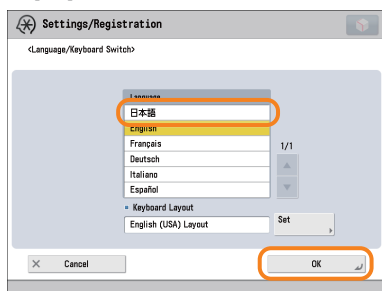 Settings/Registration
<Language/Keyboard Switch>
Language
日本語
English
Français
1/1
Deutsch
Italiano
Español
Keyboard Layout
English (USA) Layout
Set
Cancel
OK